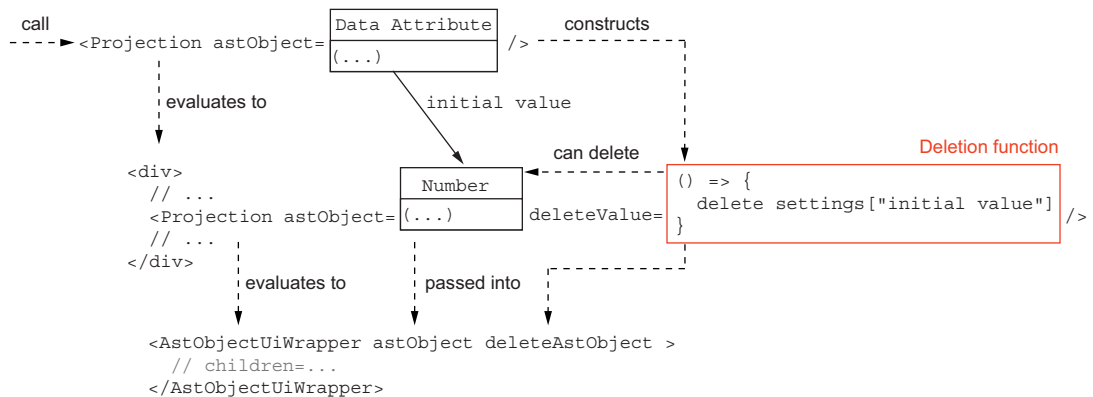 call
<Projection astObject=
Data Attribute
(...)
/>
constructs
evaluates to
initial value
can delete
Deletion function
<div>
// ...
<Projection astObject=
Number
(...)
deleteValue=
() => {
delete settings["initial value"]
}
/>
// ...
</div>
evaluates to
passed into
<AstObjectUiWrapper astObject deleteAstObject >
// children=...
</AstObjectUiWrapper>